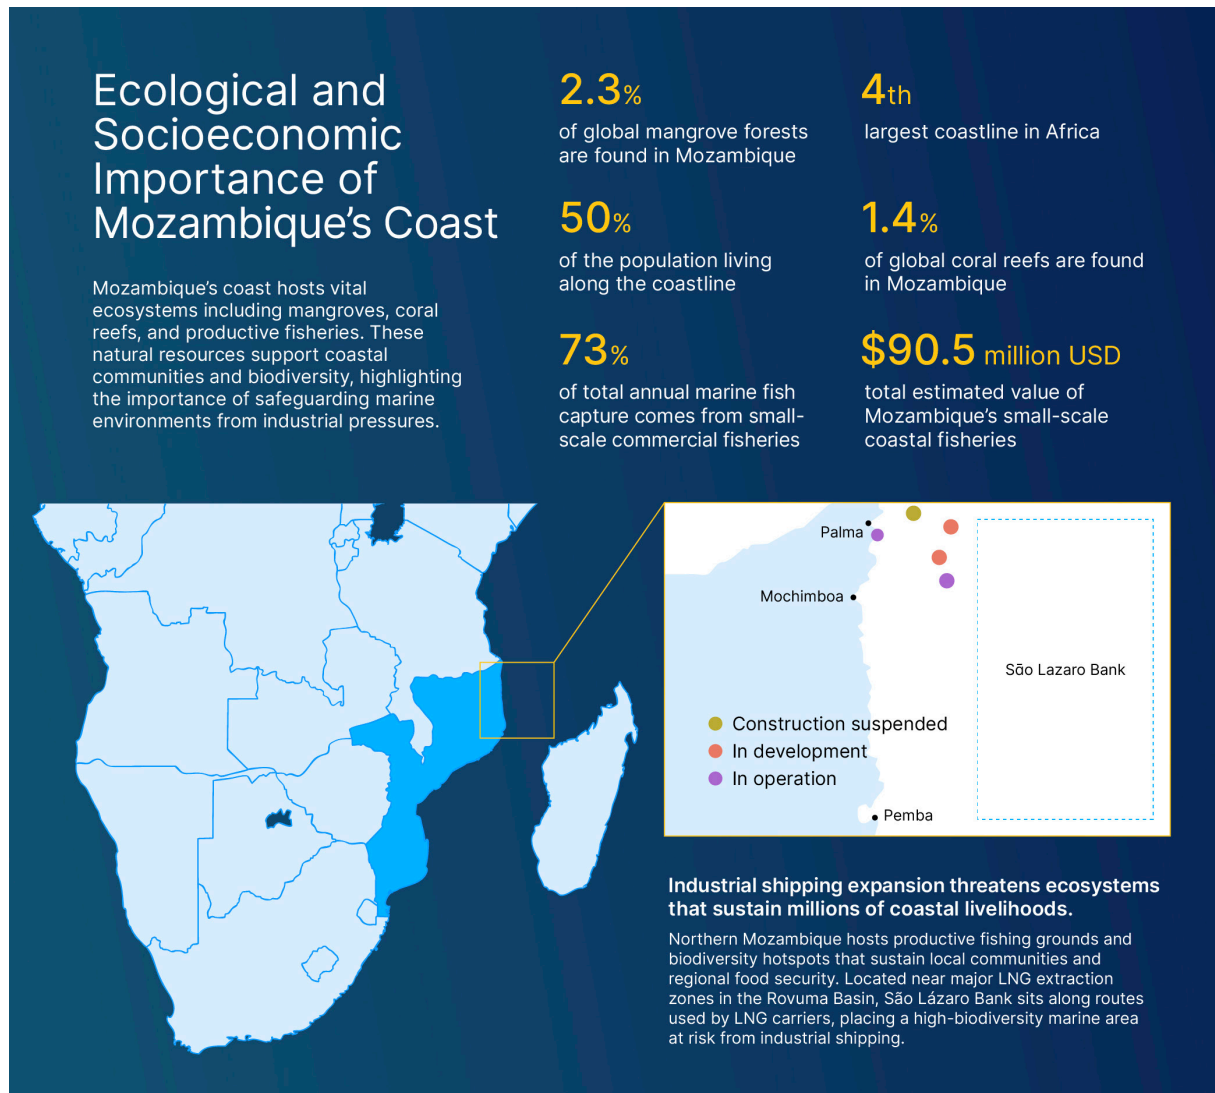 Ecological and
Socioeconomic
Importance of
Mozambique's Coast
Mozambique's coast hosts vital
ecosystems including mangroves, coral
reefs, and productive fisheries. These
natural resources support coastal
communities and biodiversity, highlighting
the importance of safeguarding marine
environments from industrial pressures.
2.3%
of global mangrove forests
are found in Mozambique
4th
largest coastline in Africa
50%
of the population living
along the coastline
1.4%
of global coral reefs are found
in Mozambique
73%
of total annual marine fish
capture comes from small-
scale commercial fisheries
$90.5 million USD
total estimated value of
Mozambique's small-scale
coastal fisheries
Palma
Mochimboa
São Lazaro Bank
Construction suspended
In development
In operation
Pemba
Industrial shipping expansion threatens ecosystems
that sustain millions of coastal livelihoods.
Northern Mozambique hosts productive fishing grounds and
biodiversity hotspots that sustain local communities and
regional food security. Located near major LNG extraction
zones in the Rovuma Basin, São Lázaro Bank sits along routes
used by LNG carriers, placing a high-biodiversity marine area
at risk from industrial shipping.